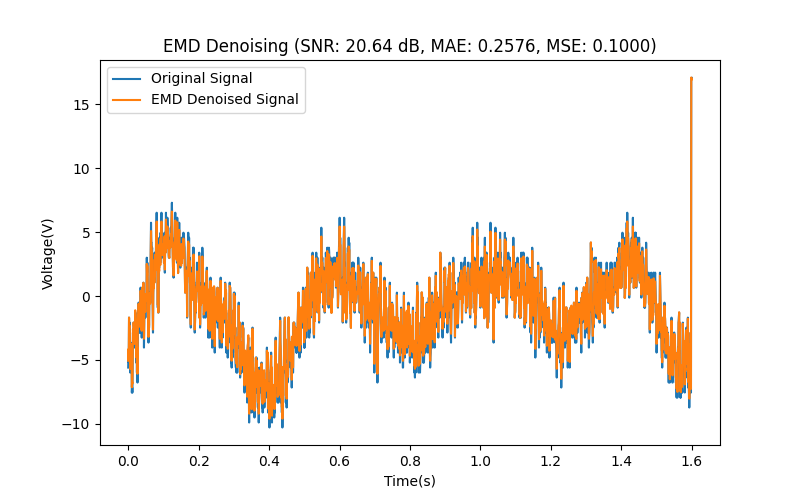 EMD Denoising (SNR: 20.64 dB, MAE: 0.2576, MSE: 0.1000)
Original Signal
EMD Denoised Signal
Voltage(V)
15
10
5
0
−5
−10
0.0 0.2 0.4 0.6 0.8 1.0 1.2 1.4 1.6
Time(s)